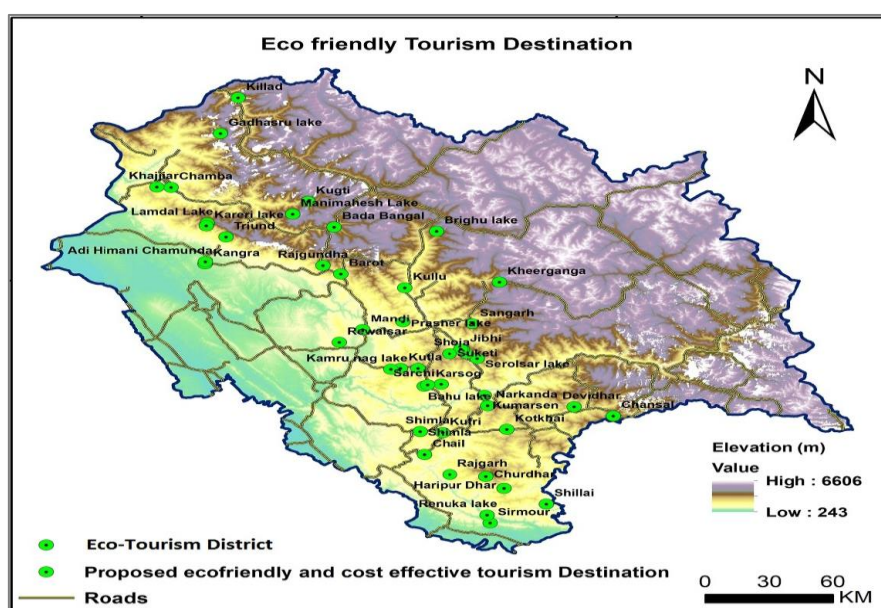 Eco friendly Tourism Destination
N
Killad
Gadhasru lake
Khajjiar Chamba
Kugti
Manimahesh Lake
Lamdal Lake
Kareri lake
Bada Bangal
Brighu lake
Triund
Adi Himani Chamunda
Kangra
Rajgundha
Barot
Kheerganga
Kullu
Mandi
Prasher lake
Sangarh
Rewalsar
Shoja
Jibhi
Kamru nag lake
Kutla
Suketi
Serolsar lake
Sarchi
Karsog
Bahu lake
Narkanda
Devidhar
Kumarsen
Chansal
Shimla
Kufri
Kotkhai
Shimla
Chail
Rajgarh
Churdhar
Haripur Dhar
Shillai
Renuka lake
Sirmour
Elevation (m)
Value
High : 6606
Low : 243
Eco-Tourism District
Proposed ecofriendly and cost effective tourism Destination
Roads
0 30 60
KM